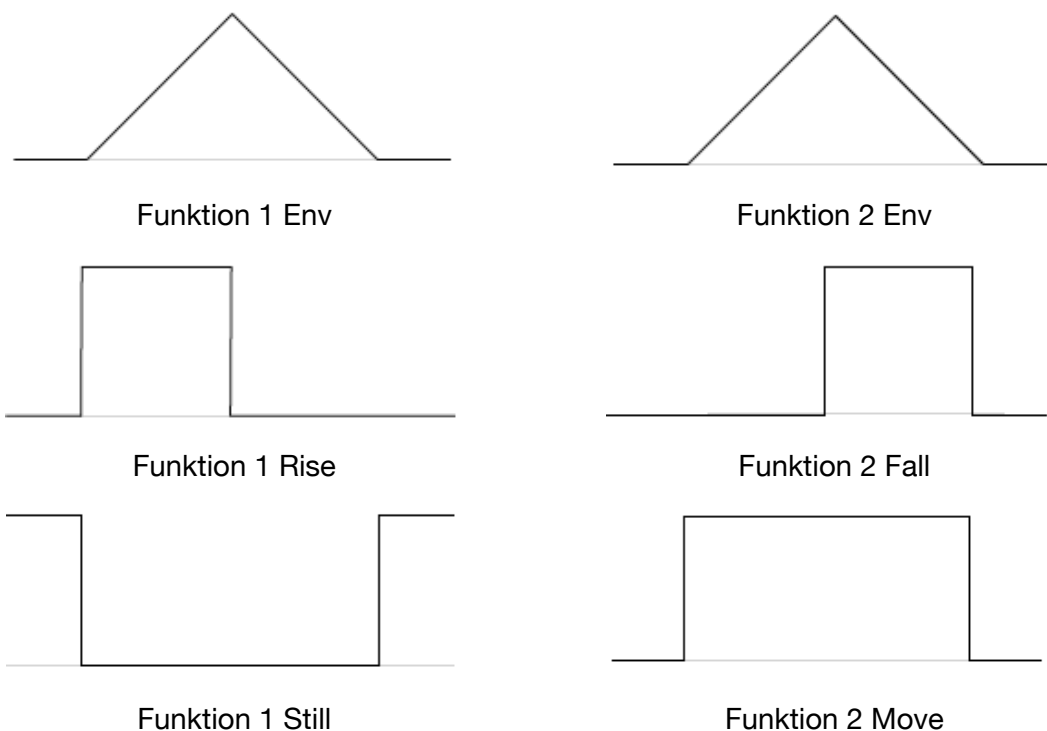 Funktion 1 Env
Funktion 2 Env
Funktion 1 Rise
Funktion 2 Fall
Funktion 1 Still
Funktion 2 Move